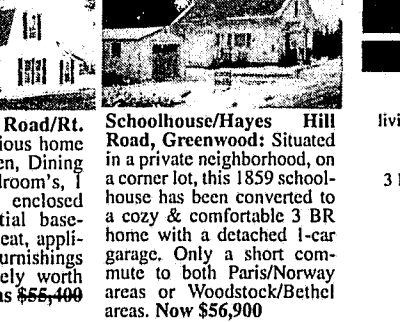 Road/Rt.
ious home
en, Dining
droom's, 1
enclosed
tial base-
eat, appli-
urnishings
ely worth
as $55,400
Schoolhouse/Hayes Hill
Road, Greenwood: Situated
in a private neighborhood, on
a corner lot, this 1859 school-
house has been converted to
a cozy & comfortable 3 BR
home with a detached 1-car
garage. Only a short com-
mute to both Paris/Norway
areas or Woodstock/Bethel
areas. Now $56,900
livi
3